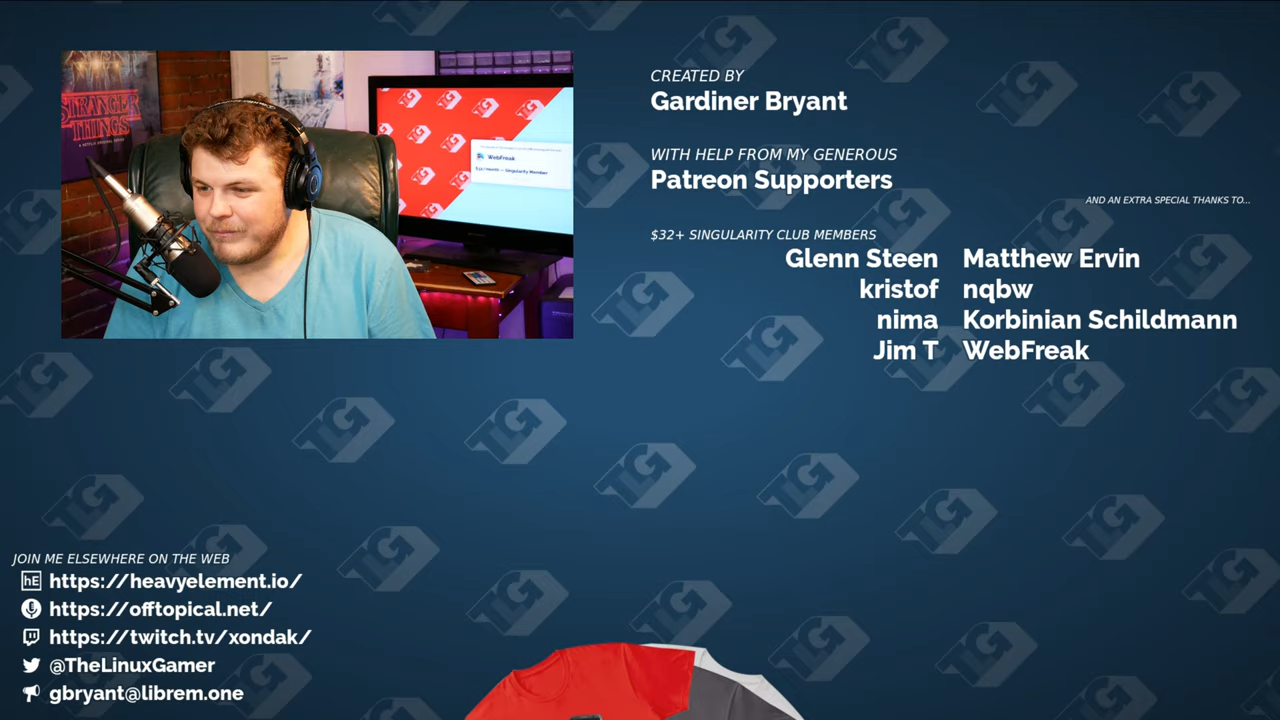 STRANGER
THINGS
WebFreak
CREATED BY
Gardiner Bryant
WITH HELP FROM MY GENEROUS
Patreon Supporters
AND AN EXTRA SPECIAL THANKS TO...
$32+ SINGULARITY CLUB MEMBERS
Glenn Steen Matthew Ervin
kristof nqbw
nima Korbinian Schildmann
Jim T WebFreak
JOIN ME ELSEWHERE ON THE WEB
hE https://heavyelement.io/
https://offtopical.net/
https://twitch.tv/xondak/
@TheLinuxGamer
gbryant@librem.one
TLG